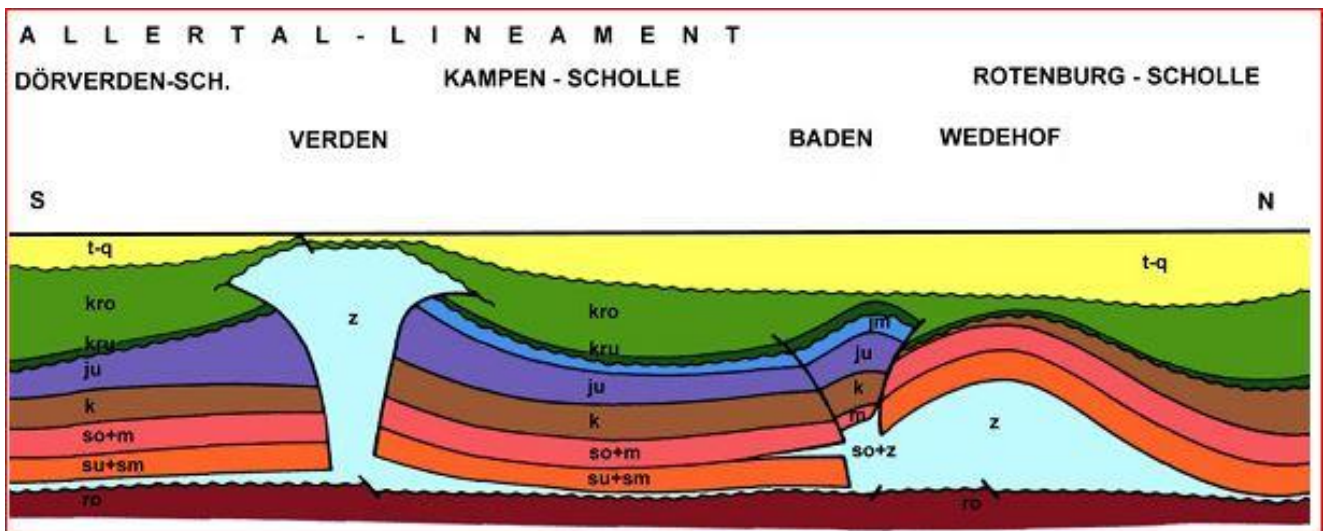 A L L E R T A L - L I N E A M E N T
DÖRVERDEN-SCH. KAMPEN - SCHOLLE ROTENBURG - SCHOLLE
VERDEN BADEN WEDEHOF
S N
t-q t-q
kro z kro jm
kru kru ju
ju ju k
k k m z
so+m so+m so+z
su+sm su+sm
ro ro